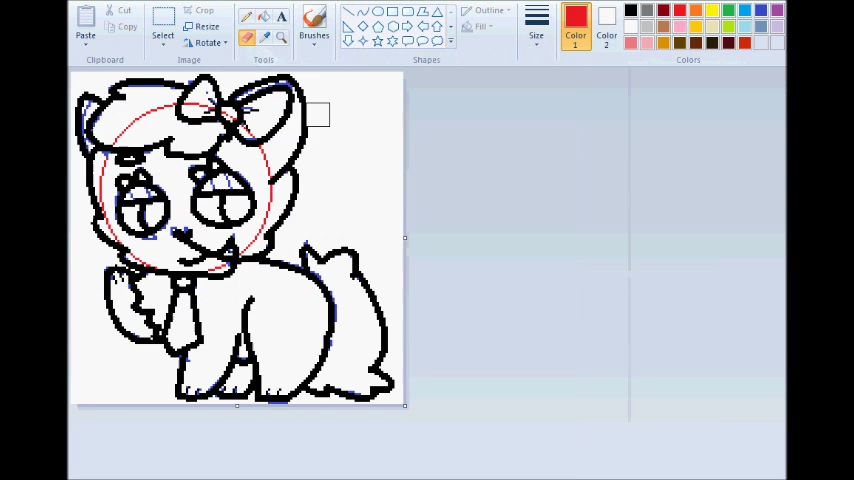 Paste
Cut
Copy
Clipboard
Select
Crop
Resize
Rotate
Image
A
Tools
Brushes
Outline
Fill
Shapes
Size
Color
1
Color
2
Colors